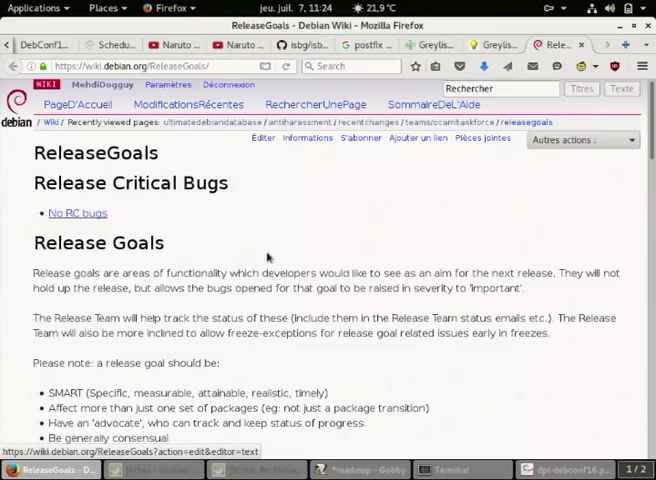 Applications Places Firefox jeu. juil. 7, 11:24 21,9 °C
ReleaseGoals - Debian Wiki - Mozilla Firefox
DebConf1... Schedu... Naruto ... Naruto ... isbg/isb... postfix ... Greylis... Greylis... Rele...
https://wiki.debian.org/ReleaseGoals/ Search
WIKI MehdiDogguy Paramètres Déconnexion Rechercher Titres Texte
PageD'Accueil ModificationsRécentes RechercherUnePage SommaireDeL'Aide
debian / Wiki / Recently viewed pages: ultimatedebiandatabase / antiharassment / recentchanges / teams/ocamltaskforce / releasegoals
Éditer Informations S'abonner Ajouter un lien Pièces jointes Autres actions :
ReleaseGoals
Release Critical Bugs
• No RC bugs
Release Goals
Release goals are areas of functionality which developers would like to see as an aim for the next release. They will not
hold up the release, but allows the bugs opened for that goal to be raised in severity to 'important'.
The Release Team will help track the status of these (include them in the Release Team status emails etc.). The Release
Team will also be more inclined to allow freeze-exceptions for release goal related issues early in freezes.
Please note: a release goal should be:
• SMART (Specific, measurable, attainable, realistic, timely)
• Affect more than just one set of packages (eg: not just a package transition)
• Have an 'advocate', who can track and keep status of progress.
• Be generally consensual
https://wiki.debian.org/ReleaseGoals?action=edit&editor=text
ReleaseGoals - D... *roadmap - Gobby Terminal dpl-debconf16.p... 1 / 2